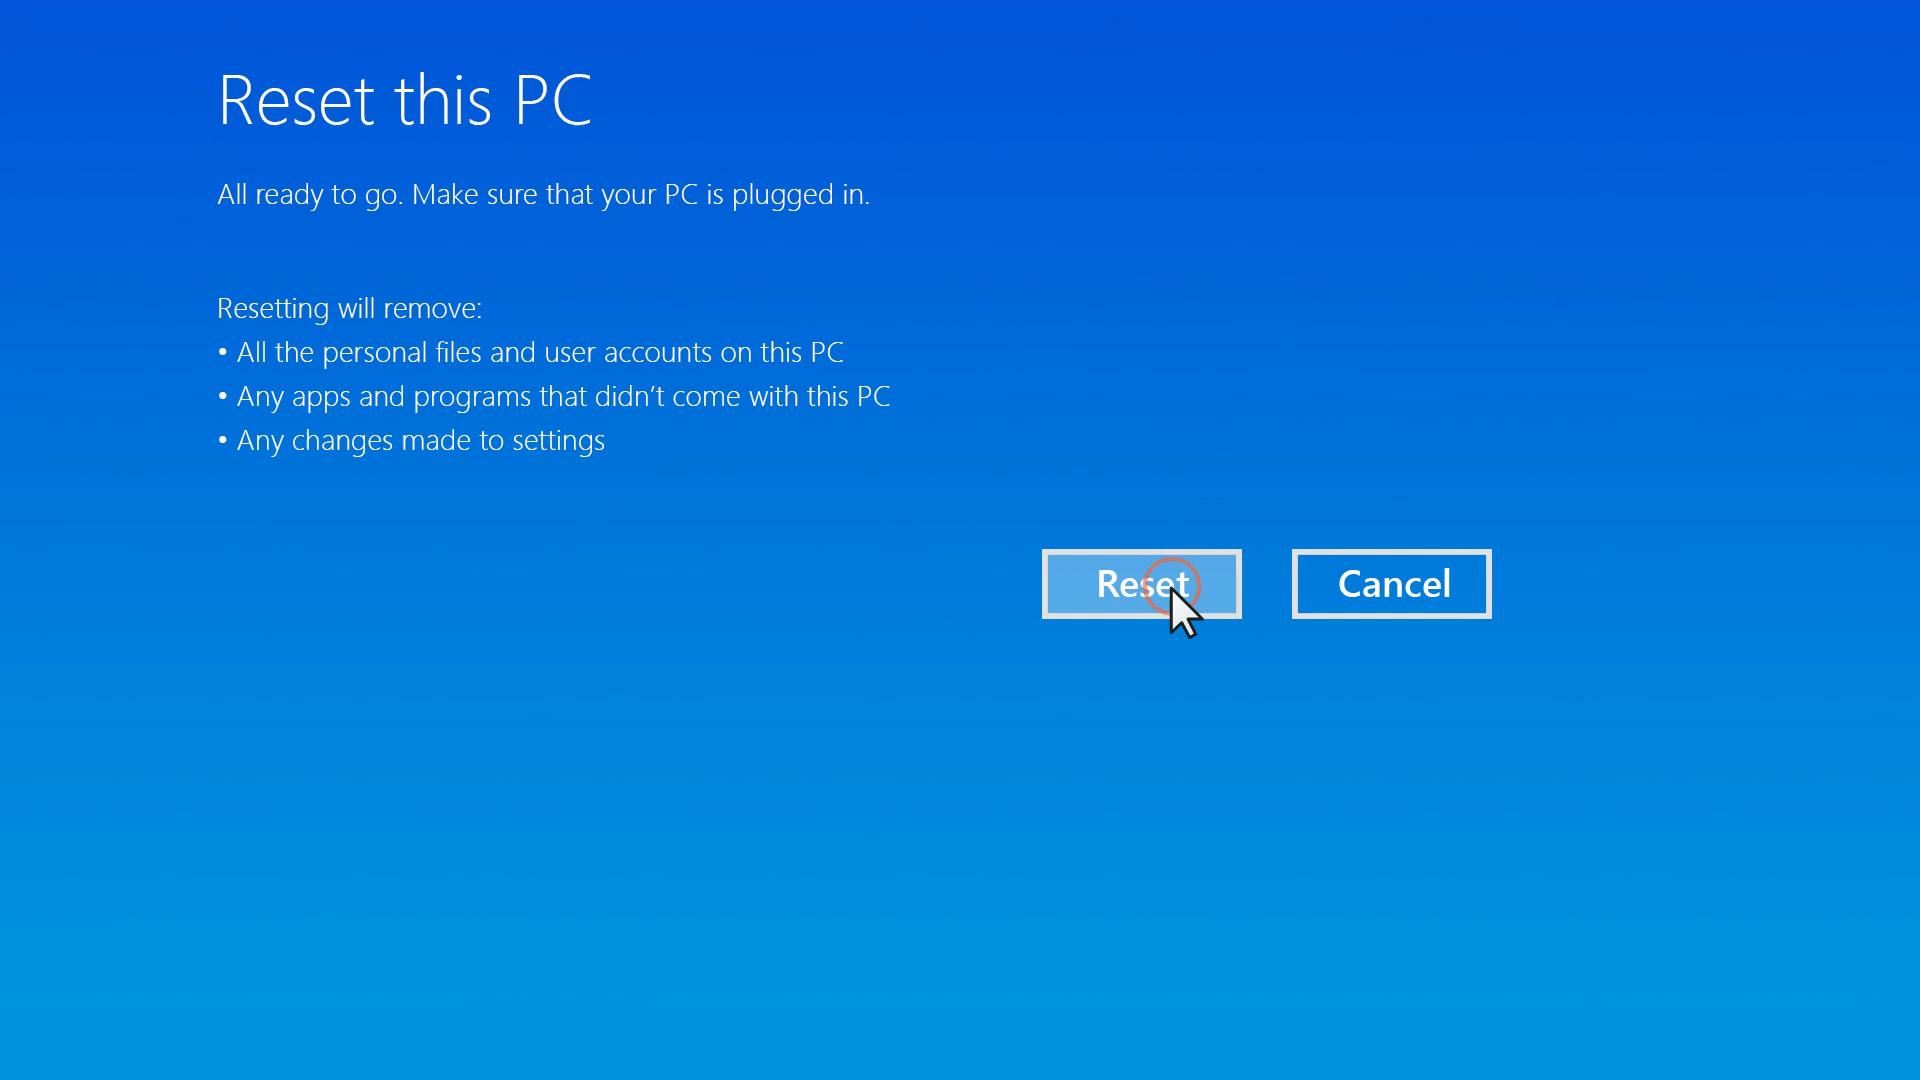 Reset this PC
All ready to go. Make sure that your PC is plugged in.
Resetting will remove:
• All the personal files and user accounts on this PC
• Any apps and programs that didn’t come with this PC
• Any changes made to settings
Reset Cancel